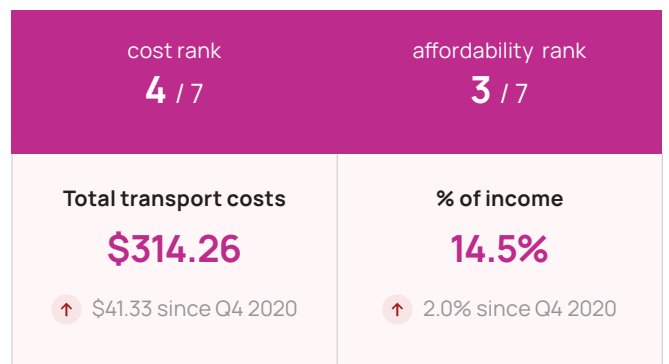 cost rank
4 / 7
affordability rank
3 / 7
Total transport costs
$314.26
↑ $41.33 since Q4 2020
% of income
14.5%
↑ 2.0% since Q4 2020